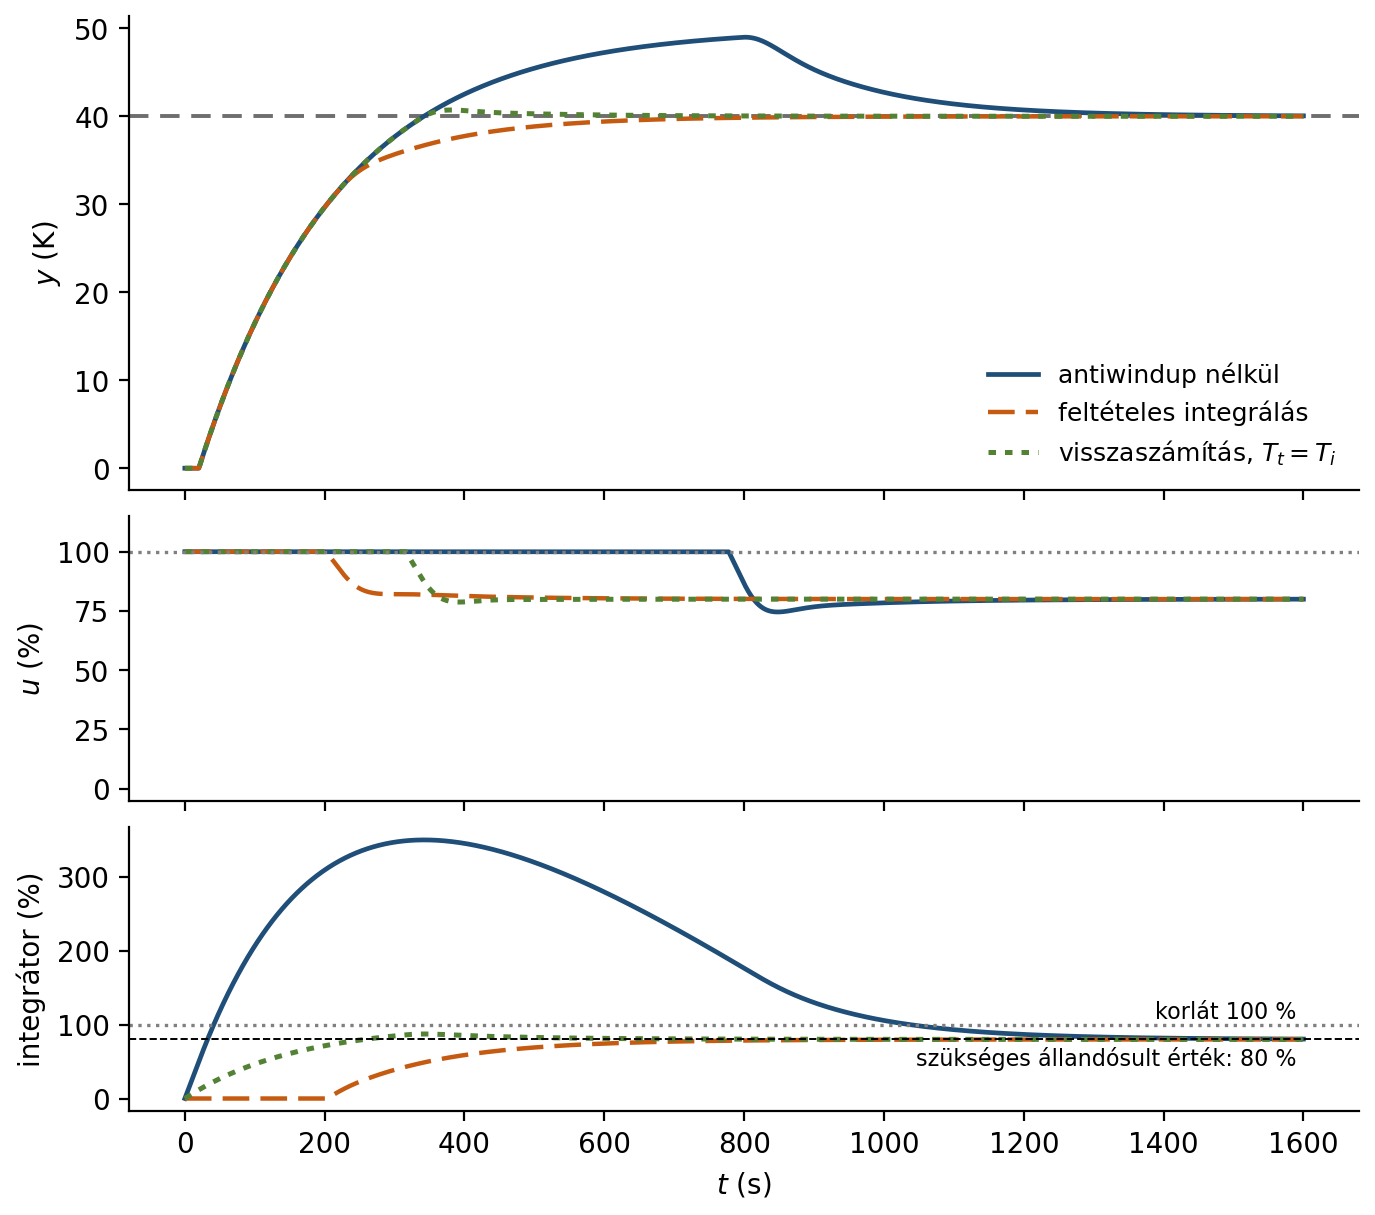 50
40
30
20
10
0
y (K)
antiwindup nélkül
feltételes integrálás
visszaszámítás, T_t = T_i
100
75
50
25
0
u (%)
300
200
100
0
integrátor (%)
korlát 100 %
szükséges állandósult érték: 80 %
0 200 400 600 800 1000 1200 1400 1600
t (s)